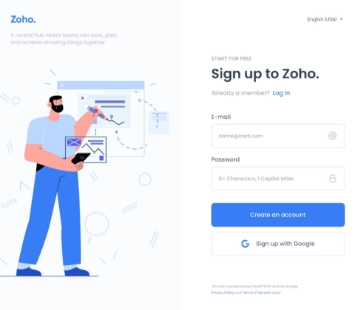 Zoho.
A central hub where teams can work, plan,
and achieve amazing things together.
English (USA)
START FOR FREE
Sign up to Zoho.
Already a member? Log in
E-mail
name@mail.com
Password
6+ Characters, 1 Capital letter
Create an account
Sign up with Google
This site is protected by reCAPTCHA and the Google
Privacy Policy and Terms of Service apply.